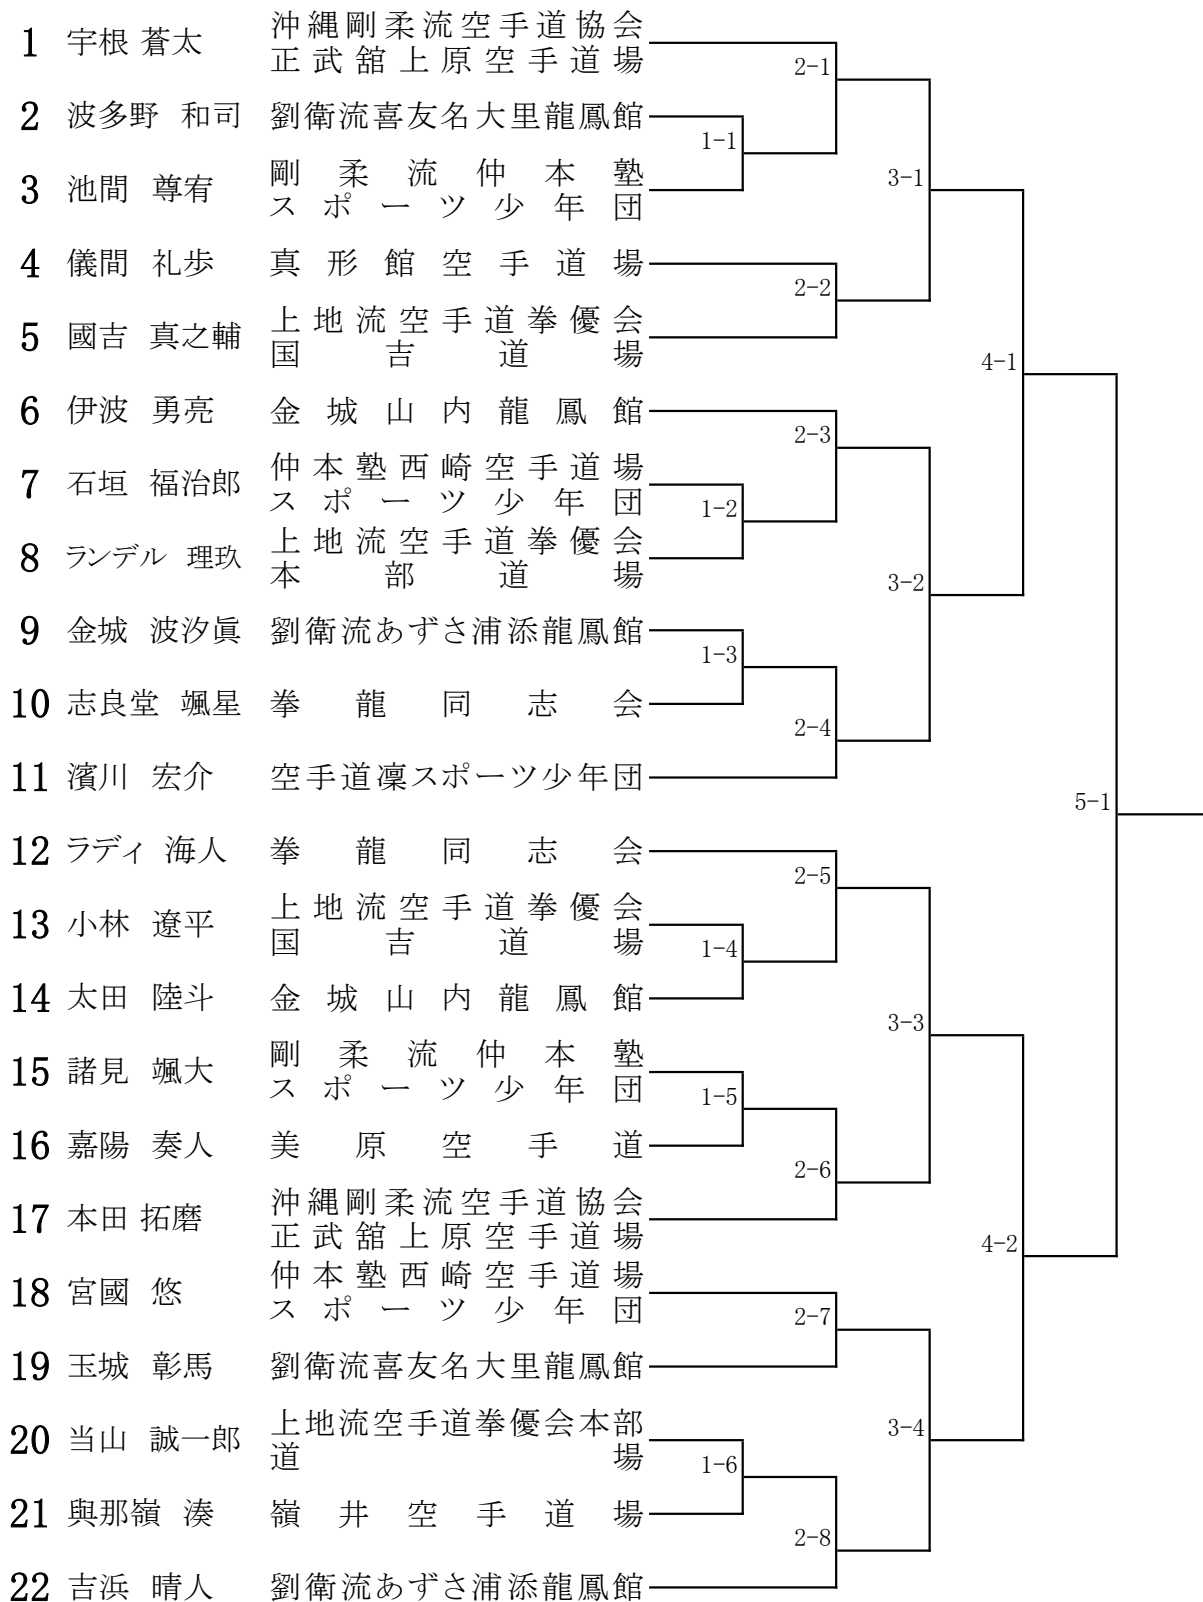 1 宇根 蒼太 沖縄剛柔流空手道協会
正武舘上原空手道場
2-1
2 波多野 和司 劉衛流喜友名大里龍鳳館
1-1
3 池間 尊宥 剛柔流仲本塾
スポーツ少年団
3-1
4 儀間 礼歩 真形館空手道場
2-2
5 國吉 真之輔 上地流空手道拳優会
国吉道場
4-1
6 伊波 勇亮 金城山内龍鳳館
2-3
7 石垣 福治郎 仲本塾西崎空手道場
スポーツ少年団
1-2
8 ランデル 理玖 上地流空手道拳優会
本部道場
3-2
9 金城 波汐眞 劉衛流あずさ浦添龍鳳館
1-3
10 志良堂 颯星 拳龍同志会
2-4
11 濱川 宏介 空手道凜スポーツ少年団
5-1
12 ラディ 海人 拳龍同志会
2-5
13 小林 遼平 上地流空手道拳優会
国吉道場
1-4
14 太田 陸斗 金城山内龍鳳館
3-3
15 諸見 颯大 剛柔流仲本塾
スポーツ少年団
1-5
16 嘉陽 奏人 美原空手道
2-6
17 本田 拓磨 沖縄剛柔流空手道協会
正武舘上原空手道場
4-2
18 宮國 悠 仲本塾西崎空手道場
スポーツ少年団
2-7
19 玉城 彰馬 劉衛流喜友名大里龍鳳館
3-4
20 当山 誠一郎 上地流空手道拳優会本部
道場
1-6
21 與那嶺 湊 嶺井空手道場
2-8
22 吉浜 晴人 劉衛流あずさ浦添龍鳳館